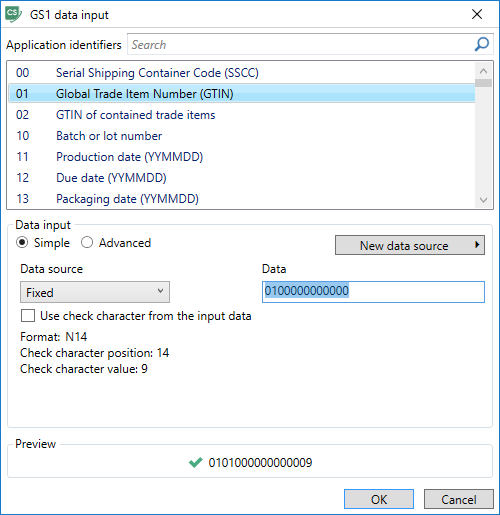 CS GS1 data input
Application identifiers Search
00 Serial Shipping Container Code (SSCC)
01 Global Trade Item Number (GTIN)
02 GTIN of contained trade items
10 Batch or lot number
11 Production date (YYMMDD)
12 Due date (YYMMDD)
13 Packaging date (YYMMDD)
Data input
Simple Advanced New data source
Data source Data
Fixed 0100000000000
Use check character from the input data
Format: N14
Check character position: 14
Check character value: 9
Preview
0101000000000009
OK Cancel